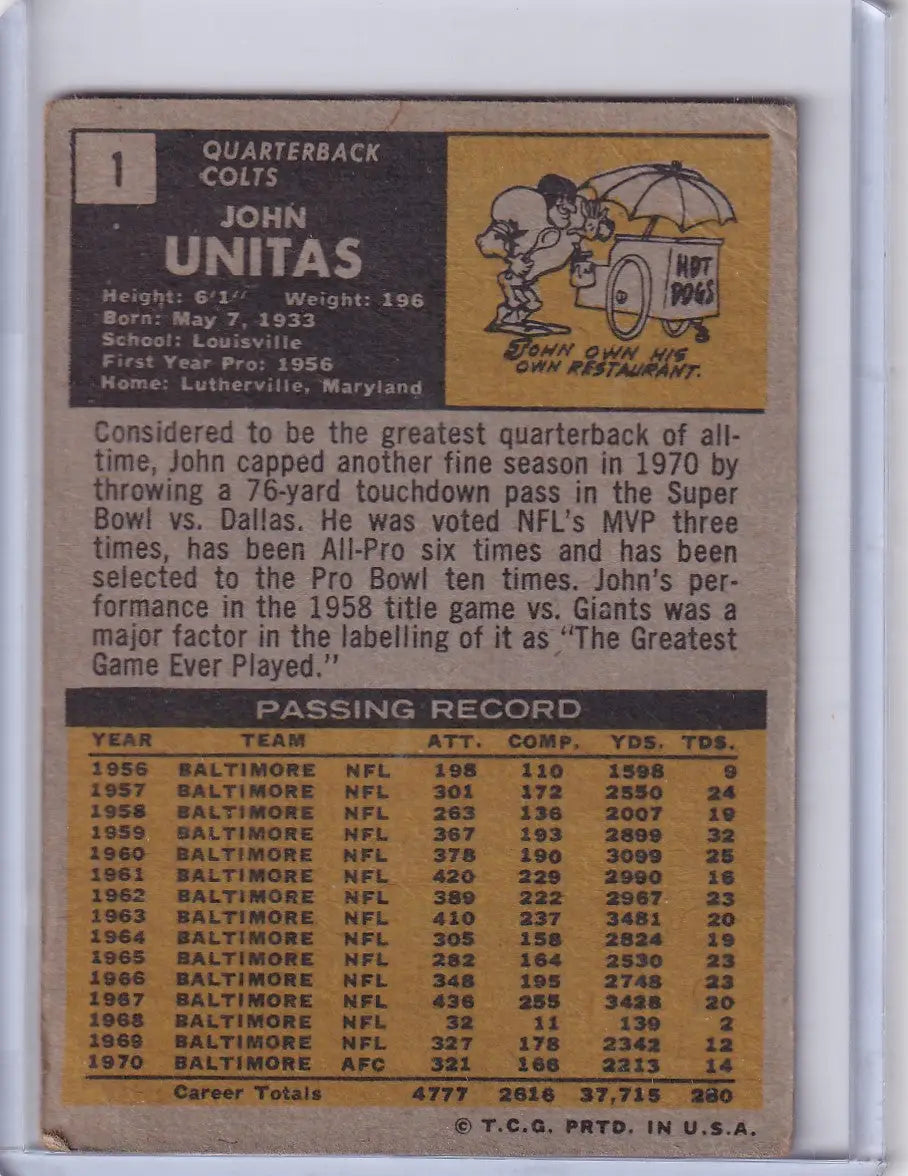 1
QUARTERBACK
COLTS
JOHN
UNITAS
Height: 6'1" Weight: 196
Born: May 7, 1933
School: Louisville
First Year Pro: 1956
Home: Lutherville, Maryland
HOT
DOGS
JOHN OWN HIS
OWN RESTAURANT.
Considered to be the greatest quarterback of all-
time, John capped another fine season in 1970 by
throwing a 76-yard touchdown pass in the Super
Bowl vs. Dallas. He was voted NFL's MVP three
times, has been All-Pro six times and has been
selected to the Pro Bowl ten times. John's per-
formance in the 1958 title game vs. Giants was a
major factor in the labelling of it as "The Greatest
Game Ever Played."
PASSING RECORD
YEAR TEAM ATT. COMP. YDS. TDS.
1956 BALTIMORE NFL 198 110 1598 9
1957 BALTIMORE NFL 301 172 2550 24
1958 BALTIMORE NFL 263 136 2007 19
1959 BALTIMORE NFL 367 193 2899 32
1960 BALTIMORE NFL 378 190 3099 25
1961 BALTIMORE NFL 420 229 2990 16
1962 BALTIMORE NFL 389 222 2967 23
1963 BALTIMORE NFL 410 237 3481 20
1964 BALTIMORE NFL 305 158 2824 19
1965 BALTIMORE NFL 282 164 2530 23
1966 BALTIMORE NFL 348 195 2748 23
1967 BALTIMORE NFL 436 255 3428 20
1968 BALTIMORE NFL 32 11 139 2
1969 BALTIMORE NFL 327 178 2342 12
1970 BALTIMORE AFC 321 166 2213 14
Career Totals 4777 2616 37,715 280
© T.C.G. PRTD. IN U.S.A.